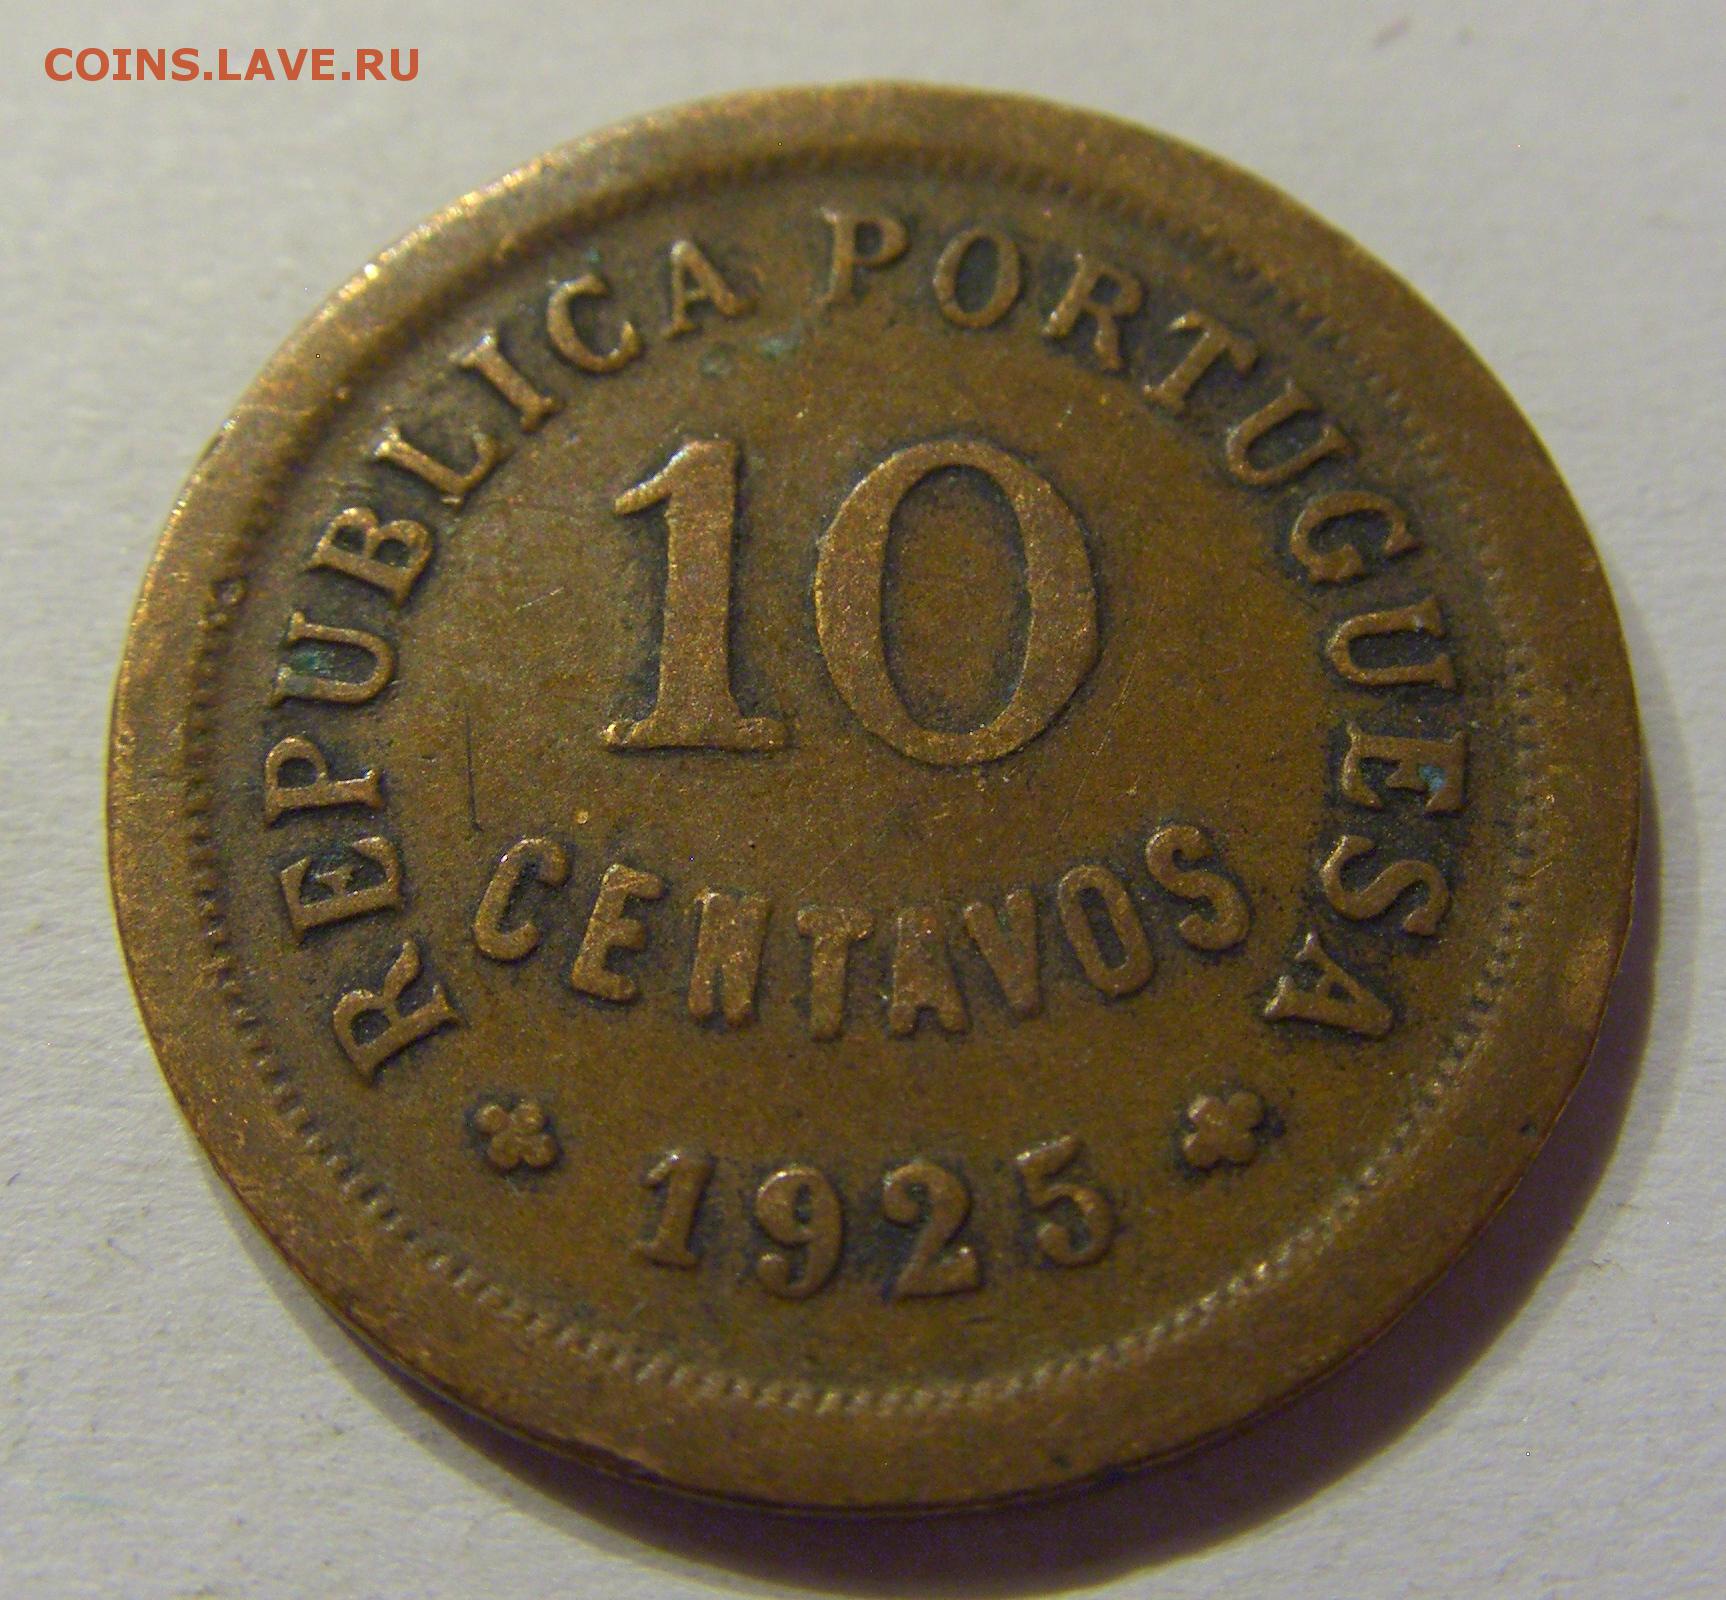 COINS.LAVE.RU
REPUBLICA PORTUGUESA
10
CENTAVOS
1925